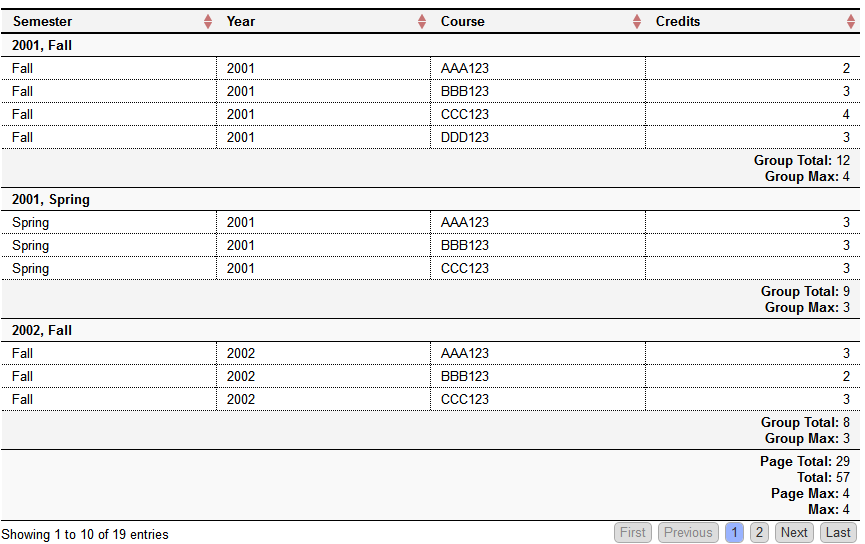 Semester Year Course Credits
2001, Fall
Fall 2001 AAA123 2
Fall 2001 BBB123 3
Fall 2001 CCC123 4
Fall 2001 DDD123 3
Group Total: 12
Group Max: 4
2001, Spring
Spring 2001 AAA123 3
Spring 2001 BBB123 3
Spring 2001 CCC123 3
Group Total: 9
Group Max: 3
2002, Fall
Fall 2002 AAA123 3
Fall 2002 BBB123 2
Fall 2002 CCC123 3
Group Total: 8
Group Max: 3
Page Total: 29
Total: 57
Page Max: 4
Max: 4
Showing 1 to 10 of 19 entries First Previous 1 2 Next Last